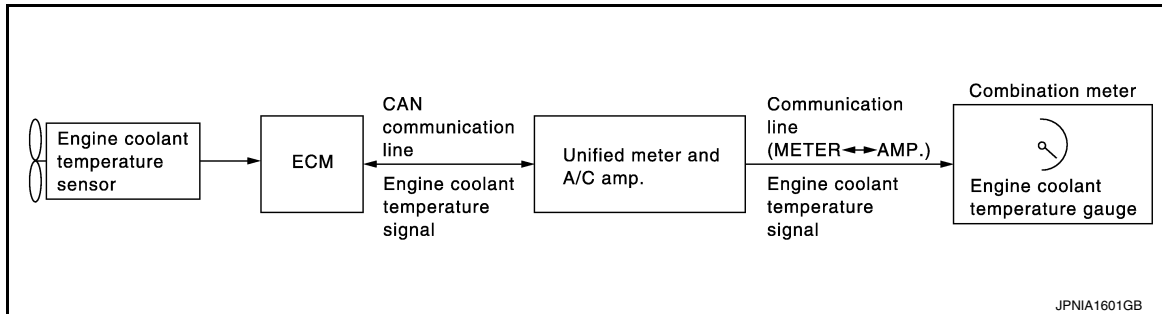 Engine coolant
temperature
sensor
ECM
CAN
communication
line
Engine coolant
temperature
signal
Unified meter and
A/C amp.
Communication
line
(METER↔AMP.)
Engine coolant
temperature
signal
Combination meter
Engine coolant
temperature gauge
JPNIA1601GB